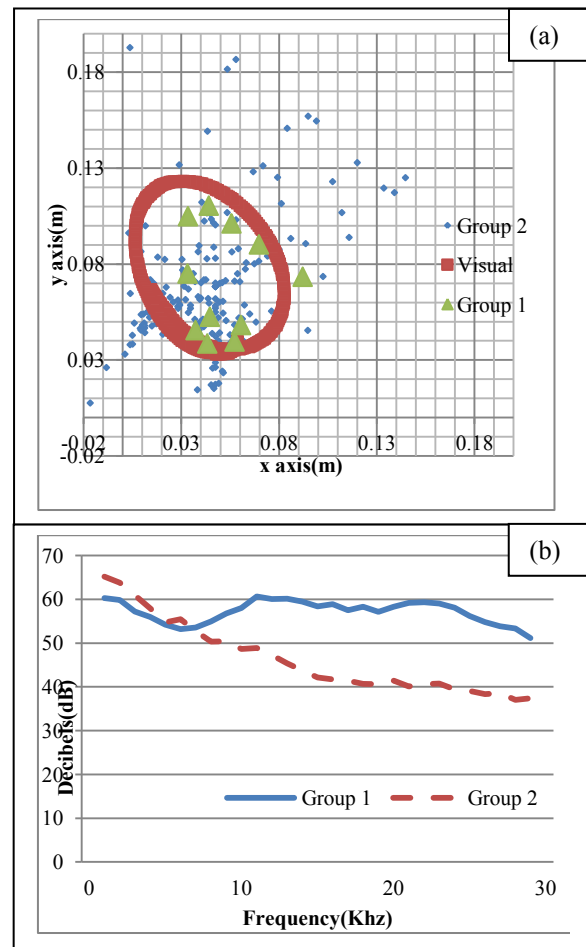 (a)
0.18
0.13
0.08
0.03
-0.02
y axis(m)
Group 2
Visual
Group 1
-0.02 0.03 0.08 0.13 0.18
x axis(m)
(b)
70
60
50
40
30
20
10
0
Decibels(dB)
Group 1 Group 2
0 10 20 30
Frequency(Khz)